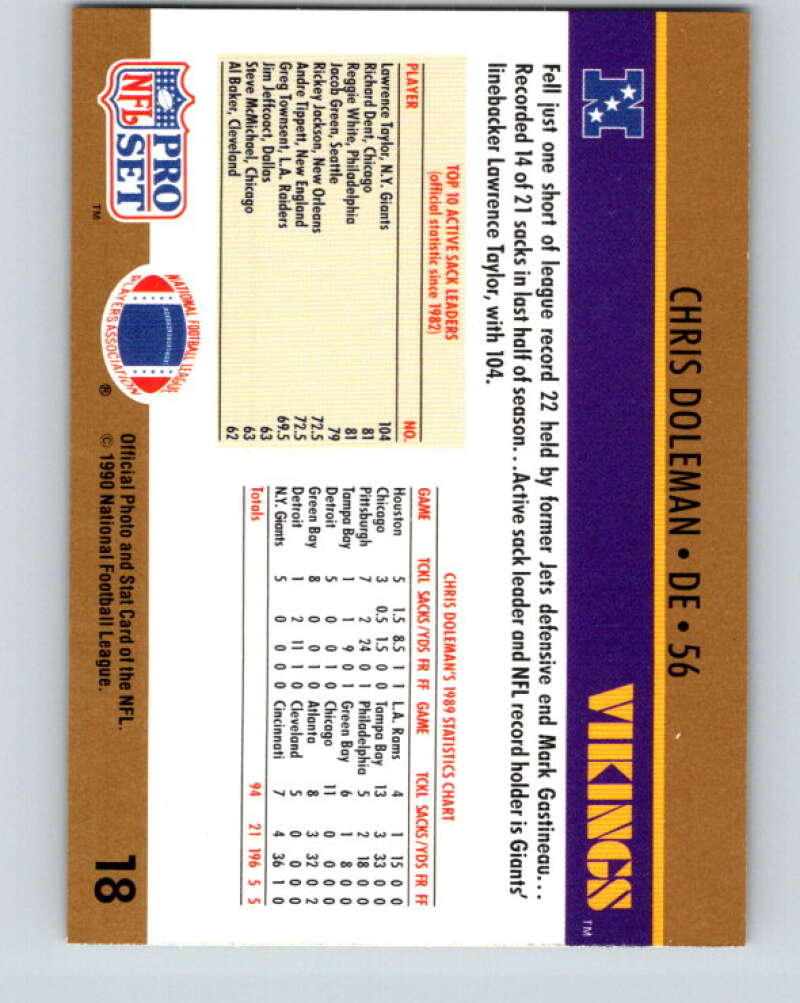 CHRIS DOLEMAN • DE • 56
VIKINGS TM
Fell just one short of league record 22 held by former Jets defensive end Mark Gastineau...
Recorded 14 of 21 sacks in last half of season...Active sack leader and NFL record holder is Giants'
linebacker Lawrence Taylor, with 104.
TOP 10 ACTIVE SACK LEADERS
(official statistic since 1982)
PLAYER NO.
Lawrence Taylor, N.Y. Giants 104
Richard Dent, Chicago 81
Reggie White, Philadelphia 81
Jacob Green, Seattle 79
Rickey Jackson, New Orleans 72.5
Andre Tippett, New England 72.5
Greg Townsent, L.A. Raiders 69.5
Jim Jeffcoact, Dallas 63
Steve McMichael, Chicago 63
Al Baker, Cleveland 62
CHRIS DOLEMAN'S 1989 STATISTICS CHART
GAME TCKL SACKS/YDS FR FF GAME TCKL SACKS/YDS FR FF
Houston 5 1.5 8.5 1 1 L.A. Rams 4 1 15 0 0
Chicago 3 0.5 1.5 0 0 Tampa Bay 13 3 33 0 0
Pittsburgh 7 2 24 0 1 Philadelphia 5 2 18 0 0
Tampa Bay 1 1 9 0 1 Green Bay 6 1 8 0 0
Detroit 5 0 0 1 0 Chicago 11 0 0 0 0
Green Bay 8 0 0 1 0 Atlanta 8 3 32 0 2
Detroit 1 2 11 1 0 Cleveland 5 0 0 0 0
N.Y. Giants 5 0 0 0 0 Cincinnati 7 4 36 1 0
Totals 94 21 196 5 5
NFL PRO SET TM
NATIONAL FOOTBALL LEAGUE
PLAYERS ASSOCIATION ®
Official Photo and Stat Card of the NFL.
© 1990 National Football League.
18